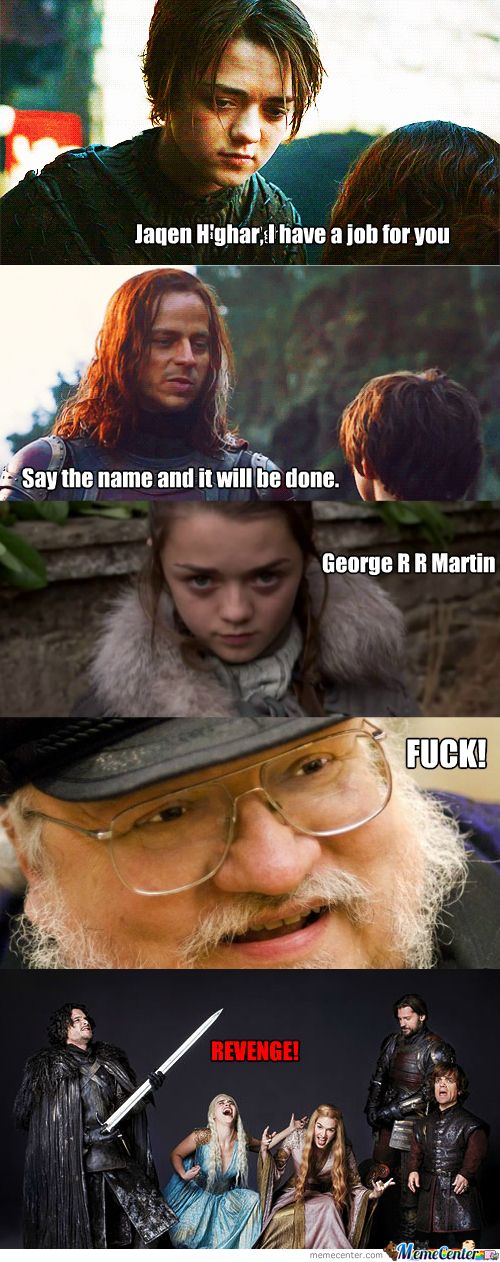 Jaqen H'ghar, I have a job for you
Say the name and it will be done.
George R R Martin
FUCK!
REVENGE!
memecenter.com MemeCenter